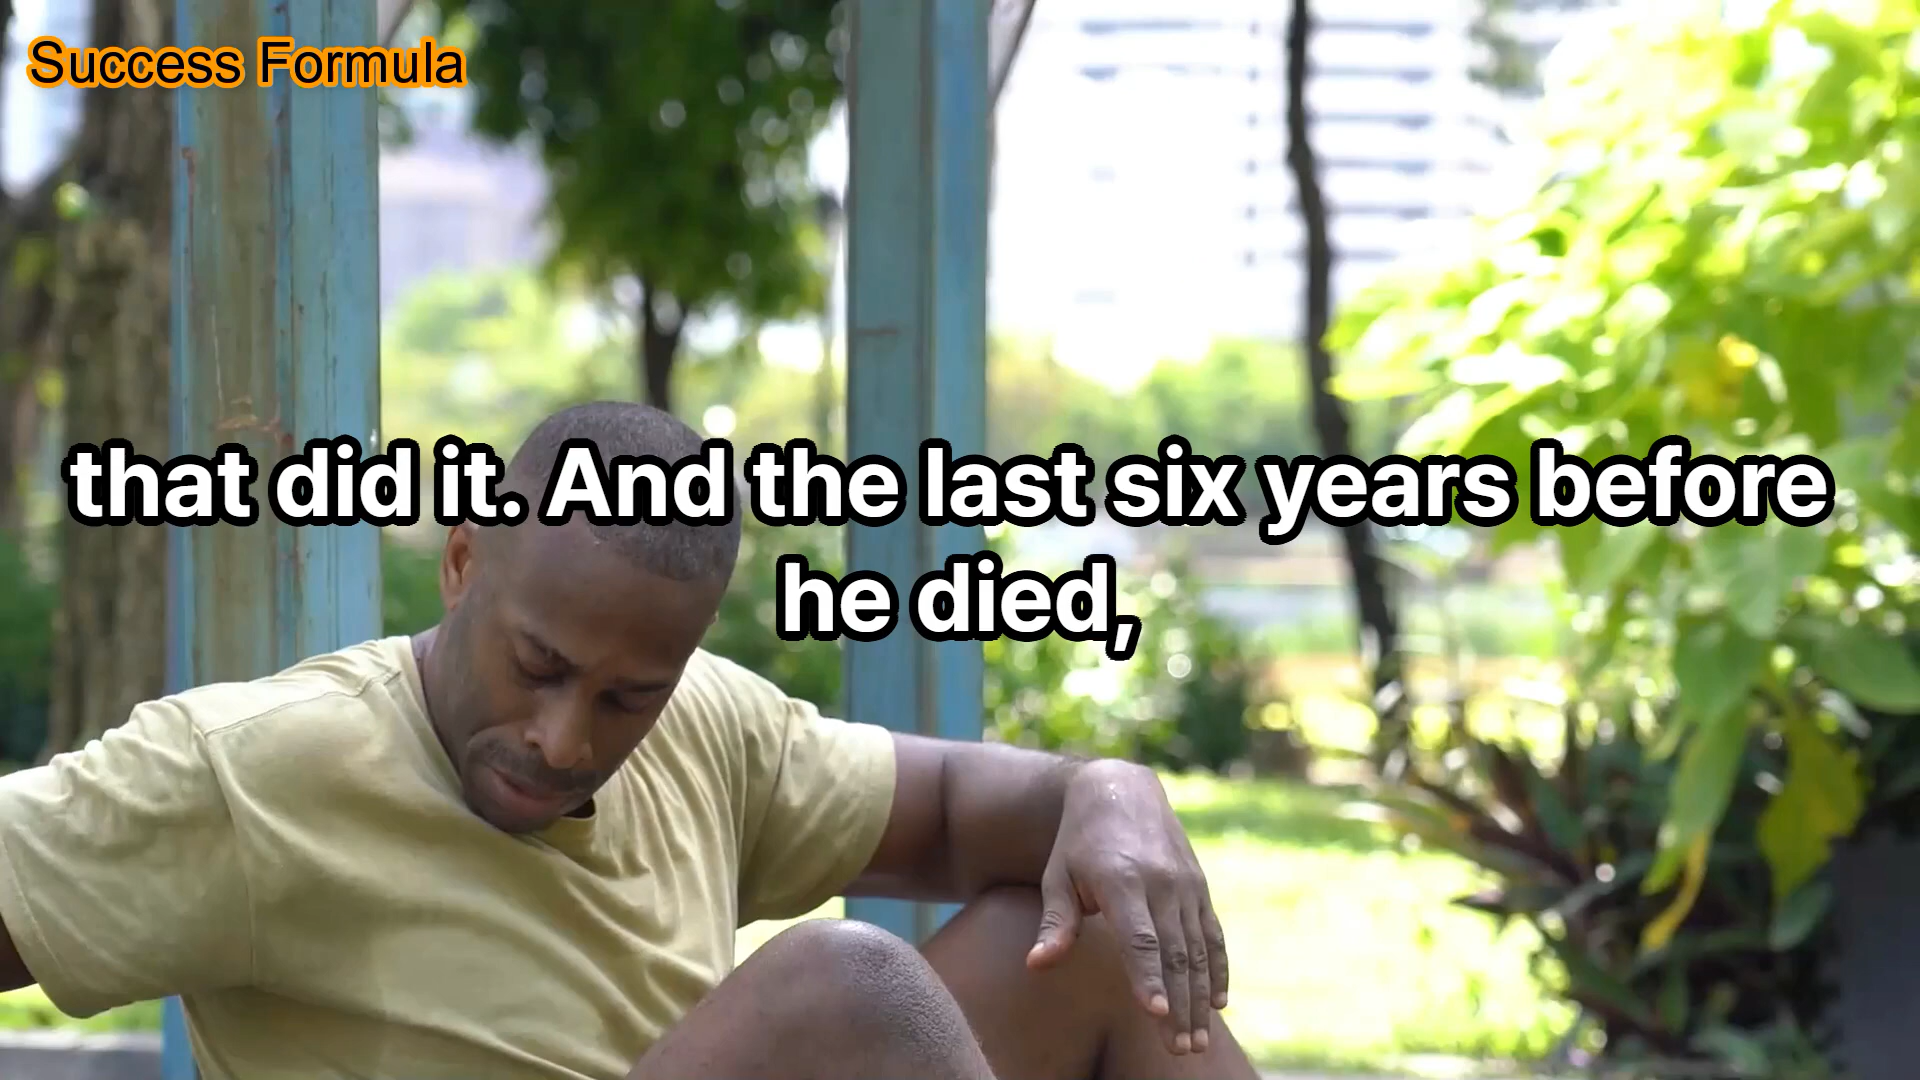 Success Formula
that did it. And the last six years before
he died,